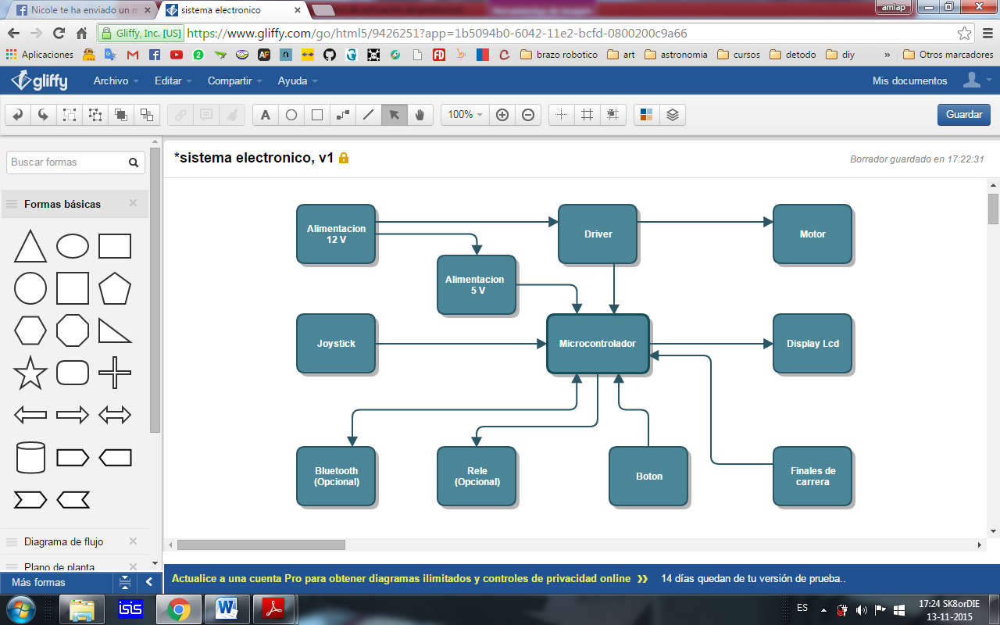 Nicole te ha enviado un m
sistema electronico
amlap
Gliffy, Inc. [US]
https://www.gliffy.com/go/html5/9426251?app=1b5094b0-6042-11e2-bcfd-0800200c9a66
Aplicaciones
brazo robotico
art
astronomía
cursos
detodo
diy
»
Otros marcadores
gliffy
Archivo
Editar
Compartir
Ayuda
Mis documentos
100%
Guardar
Buscar formas
*sistema electronico, v1
Borrador guardado en 17:22:31
Formas básicas
Alimentacion
12 V
Driver
Motor
Alimentacion
5 V
Joystick
Microcontrolador
Display Lcd
Bluetooth
(Opcional)
Rele
(Opcional)
Boton
Finales de
carrera
Diagrama de flujo
Plano de planta
Más formas
Actualice a una cuenta Pro para obtener diagramas ilimitados y controles de privacidad online »
14 días quedan de tu versión de prueba..
isis
ES
17:24 SK8orDIE
13-11-2015